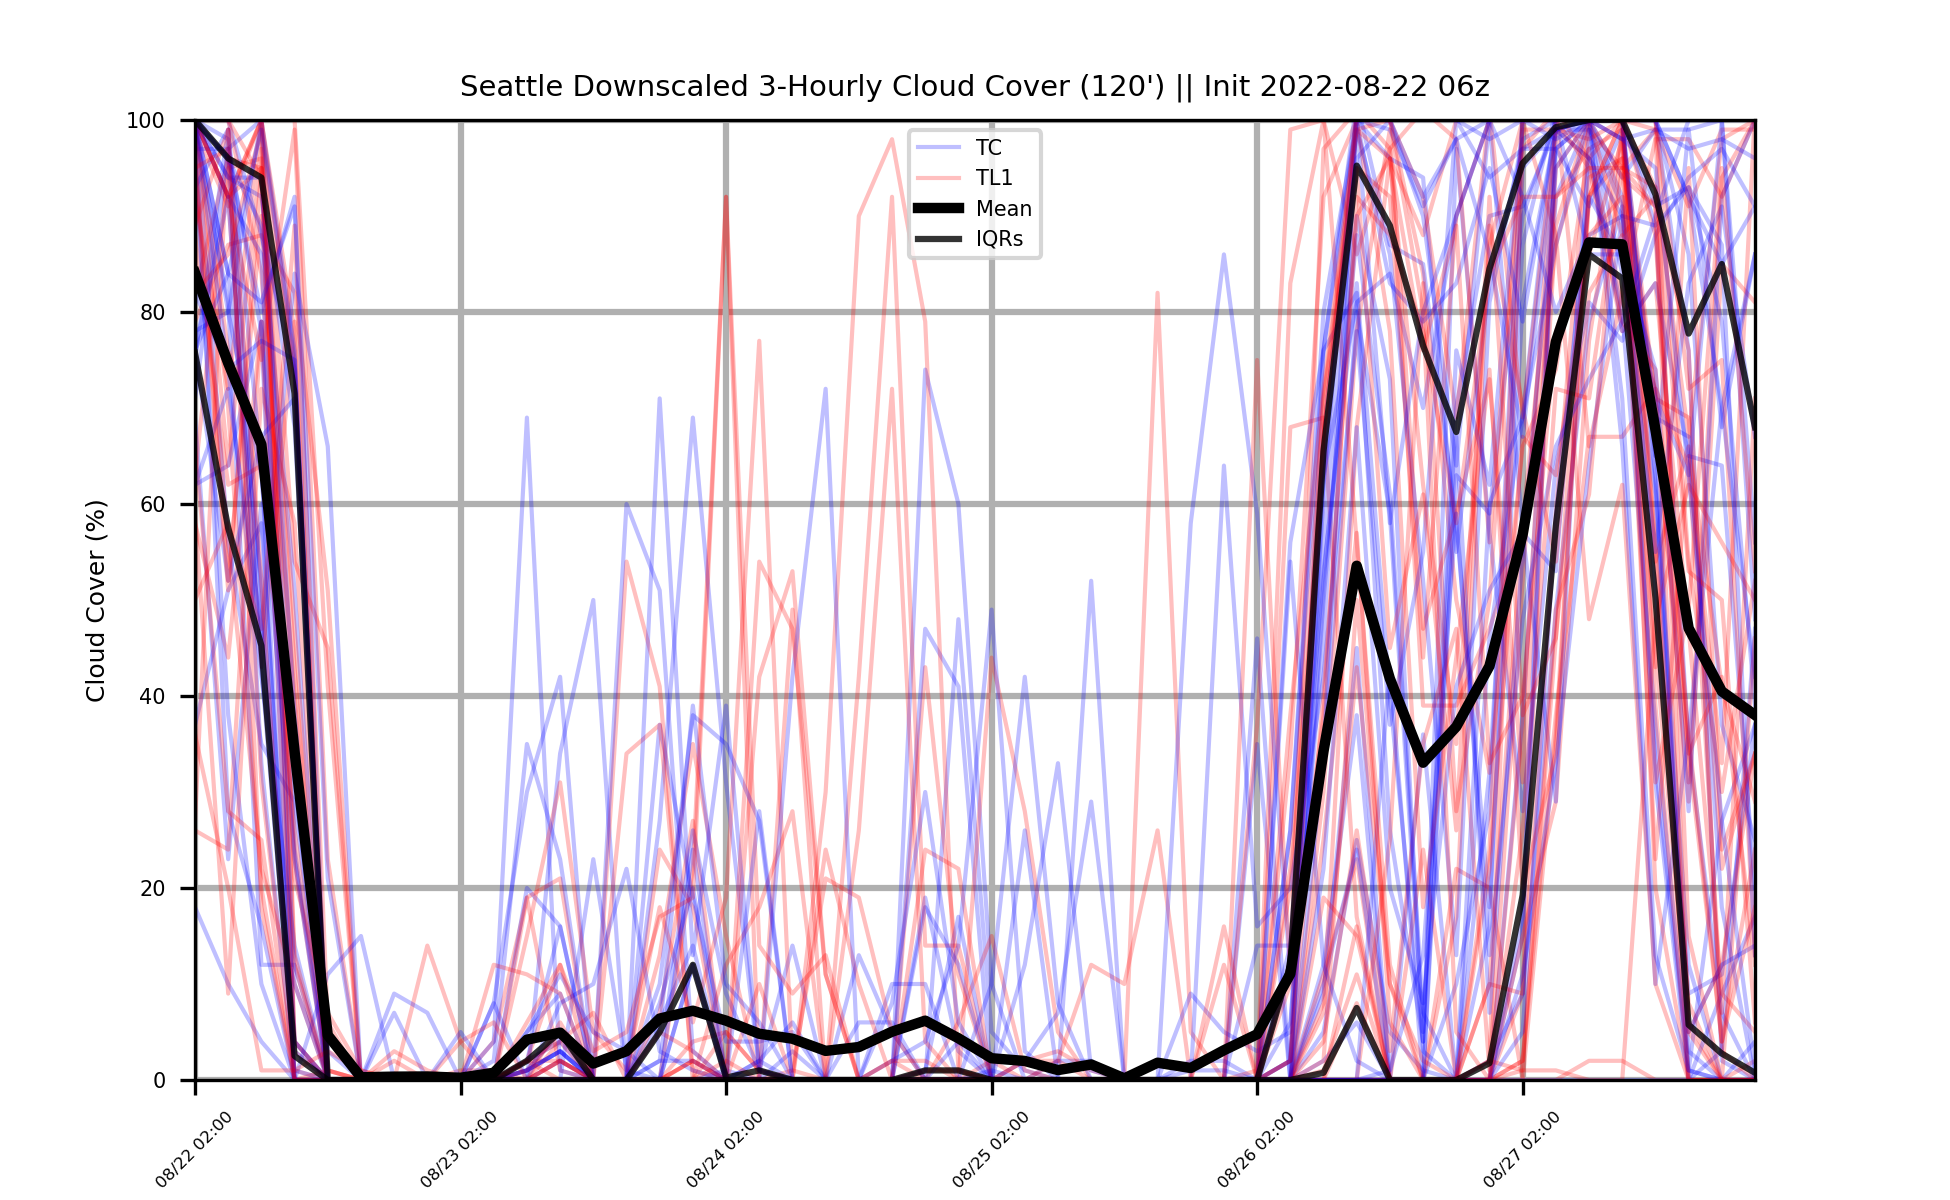 Seattle Downscaled 3-Hourly Cloud Cover (120') || Init 2022-08-22 06z
TC
TL1
Mean
IQRs
Cloud Cover (%)
100
80
60
40
20
0
08/22 02:00
08/23 02:00
08/24 02:00
08/25 02:00
08/26 02:00
08/27 02:00